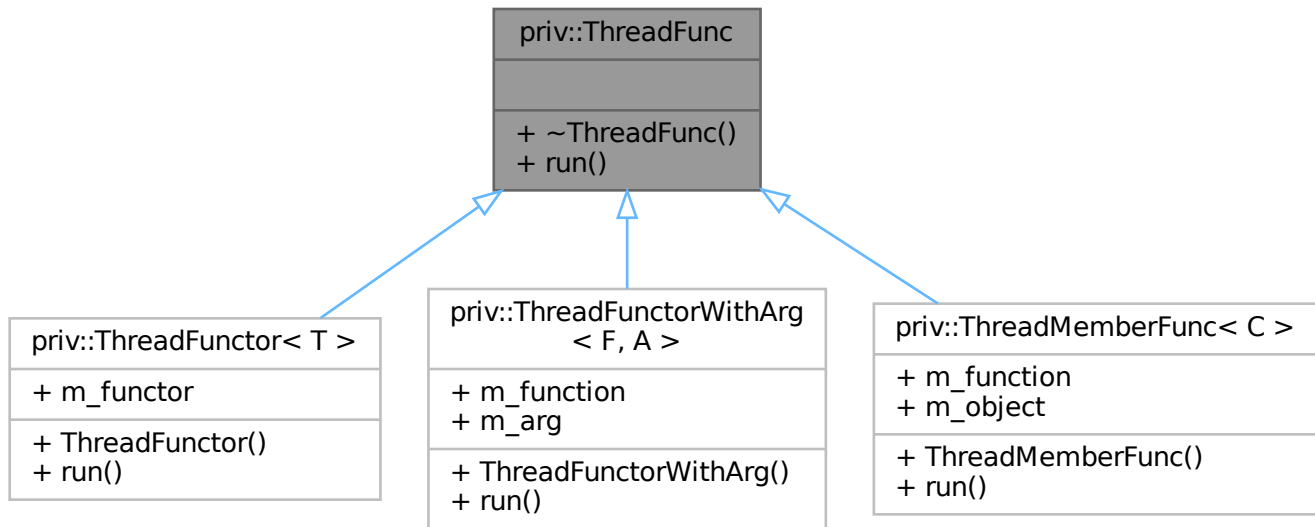 priv::ThreadFunc
+ ~ThreadFunc()
+ run()
priv::ThreadFunctor< T >
+ m_functor
+ ThreadFunctor()
+ run()
priv::ThreadFunctorWithArg
< F, A >
+ m_function
+ m_arg
+ ThreadFunctorWithArg()
+ run()
priv::ThreadMemberFunc< C >
+ m_function
+ m_object
+ ThreadMemberFunc()
+ run()